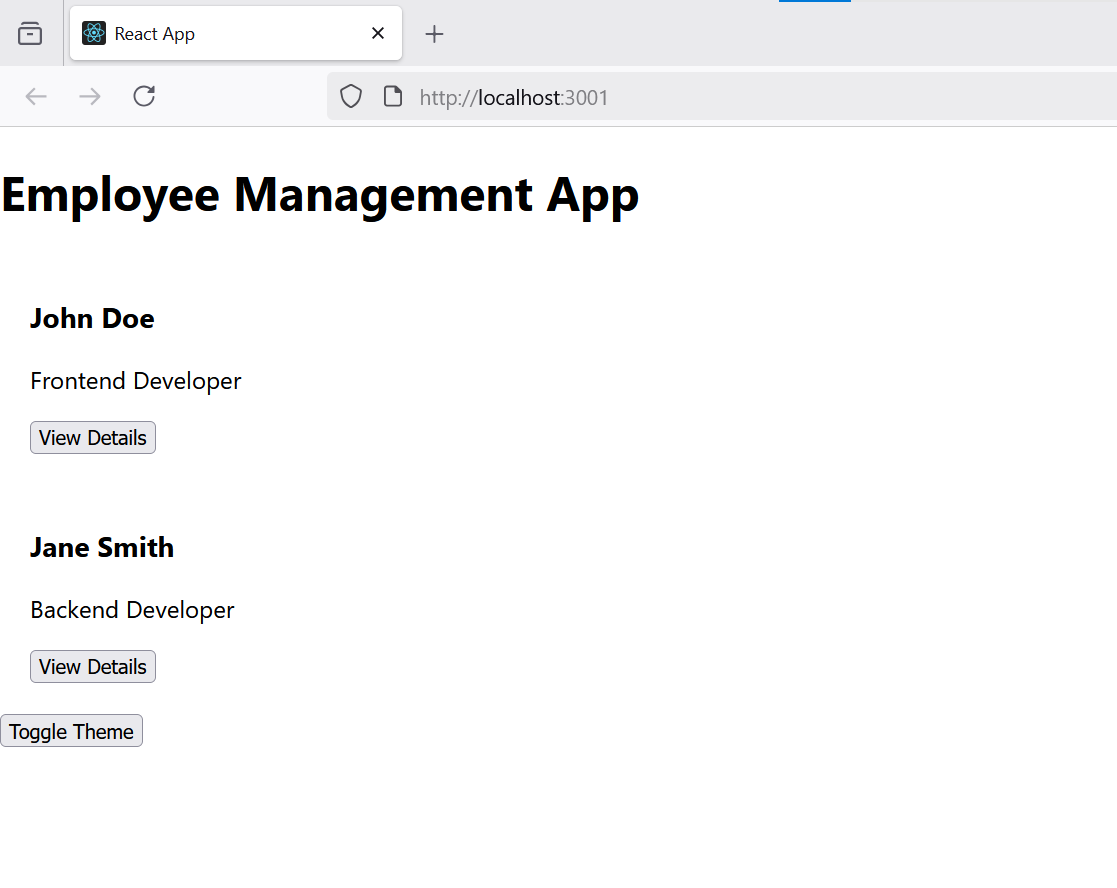 React App
http://localhost:3001
Employee Management App
John Doe
Frontend Developer
View Details
Jane Smith
Backend Developer
View Details
Toggle Theme